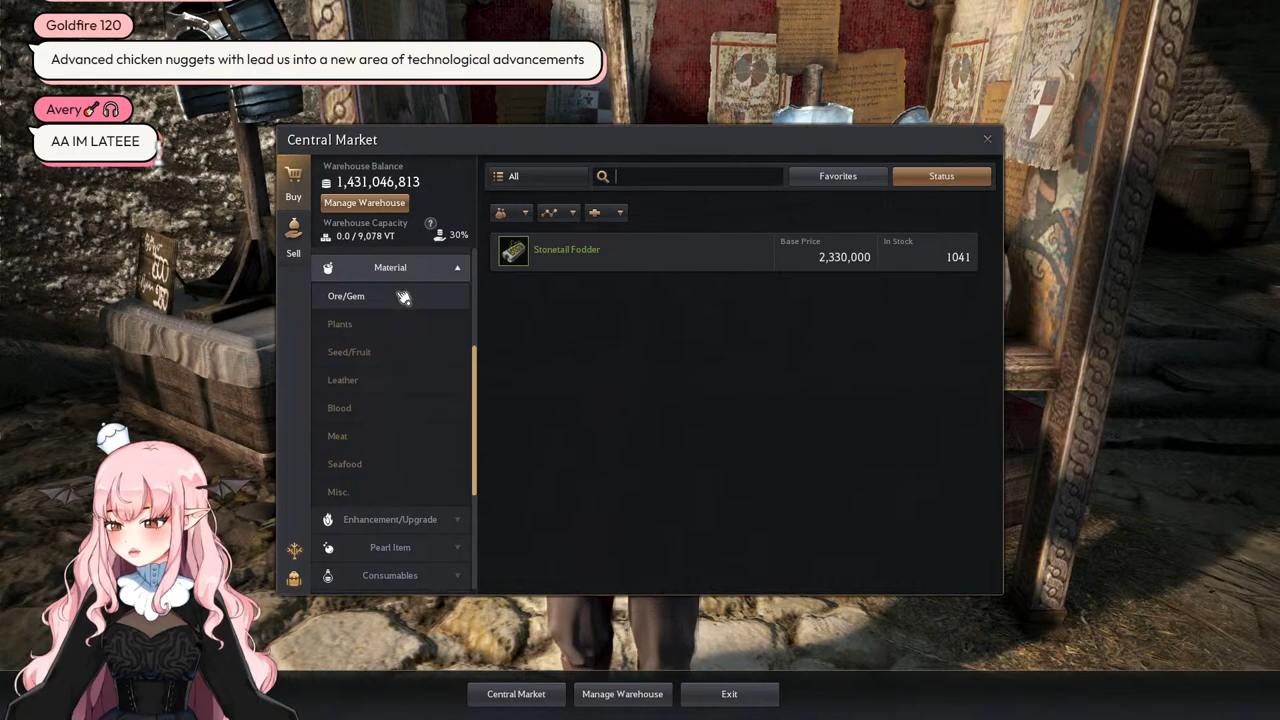 Goldfire 120
Advanced chicken nuggets with lead us into a new area of technological advancements
Avery
AA IM LATEEE
Central Market
Buy
Sell
Warehouse Balance
1,431,046,813
Manage Warehouse
Warehouse Capacity
?
0.0 / 9,078 VT
30%
Material
Ore/Gem
Plants
Seed/Fruit
Leather
Blood
Meat
Seafood
Misc.
Enhancement/Upgrade
Pearl Item
Consumables
All
Favorites
Status
Stonetail Fodder
Base Price
2,330,000
In Stock
1041
Central Market
Manage Warehouse
Exit